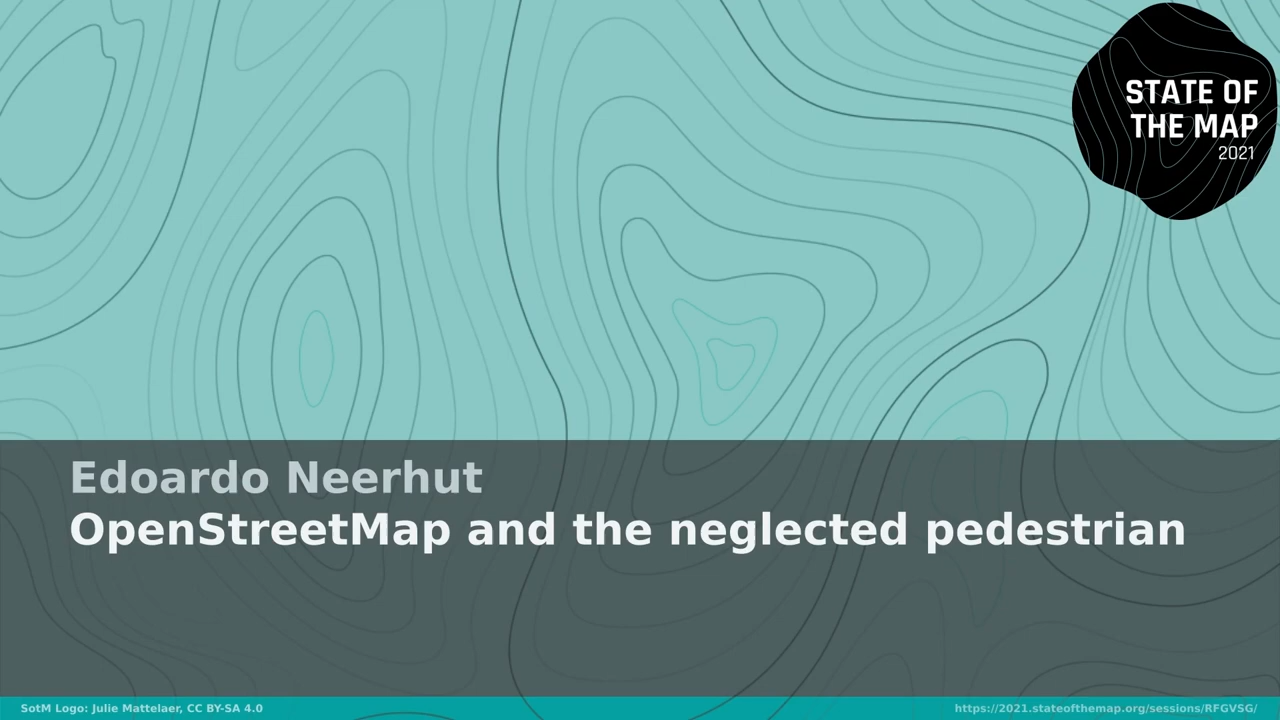 STATE OF
THE MAP
2021
Edoardo Neerhut
OpenStreetMap and the neglected pedestrian
SotM Logo: Julie Mattelaer, CC BY-SA 4.0
https://2021.stateofthemap.org/sessions/RFGVSG/